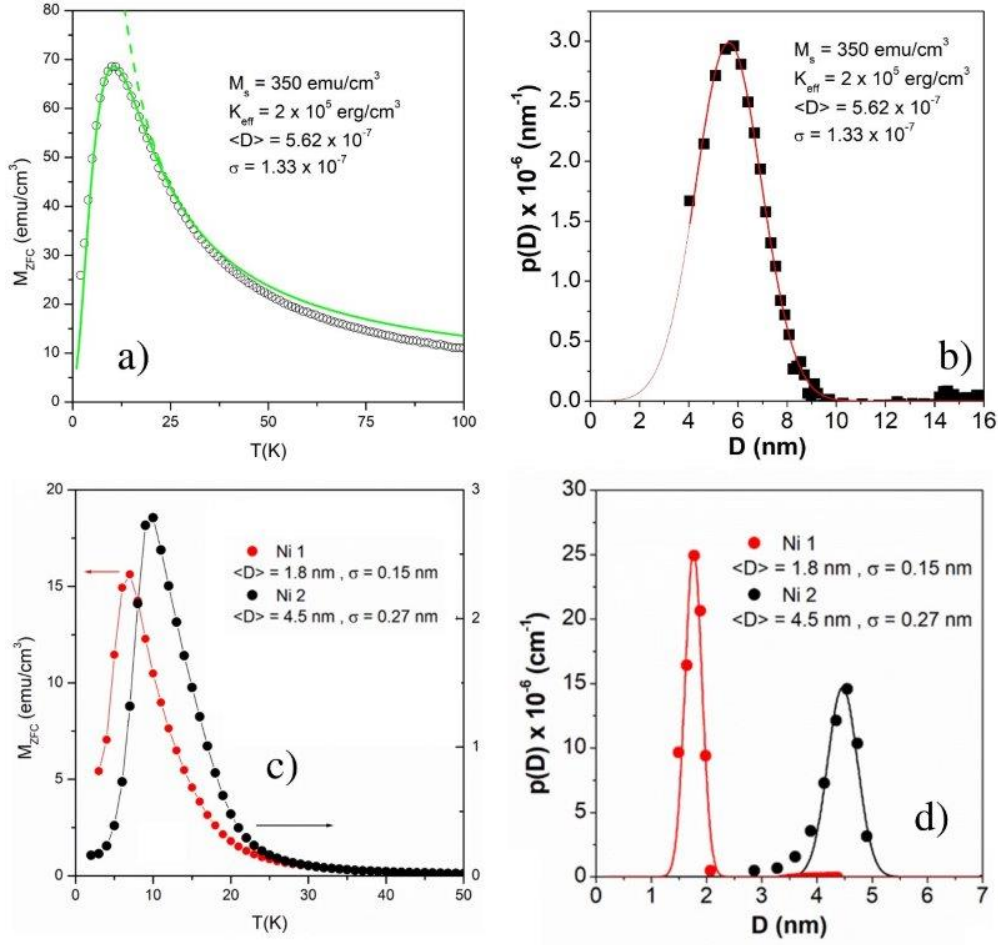 80
70
60
50
40
30
20
10
0
M_ZFC (emu/cm³)
M_s = 350 emu/cm³
K_eff = 2 x 10⁵ erg/cm³
<D> = 5.62 x 10⁻⁷
σ = 1.33 x 10⁻⁷
a)
0 25 50 75 100
T(K)
3.0
2.5
2.0
1.5
1.0
0.5
0.0
p(D) x 10⁻⁶ (nm⁻¹)
M_s = 350 emu/cm³
K_eff = 2 x 10⁵ erg/cm³
<D> = 5.62 x 10⁻⁷
σ = 1.33 x 10⁻⁷
b)
0 2 4 6 8 10 12 14 16
D (nm)
20
15
10
5
0
M_ZFC (emu/cm³)
3
2
1
0
Ni 1
<D> = 1.8 nm , σ = 0.15 nm
Ni 2
<D> = 4.5 nm , σ = 0.27 nm
c)
0 10 20 30 40 50
T(K)
30
25
20
15
10
5
0
p(D) x 10⁻⁶ (cm⁻¹)
Ni 1
<D> = 1.8 nm , σ = 0.15 nm
Ni 2
<D> = 4.5 nm , σ = 0.27 nm
d)
0 1 2 3 4 5 6 7
D (nm)